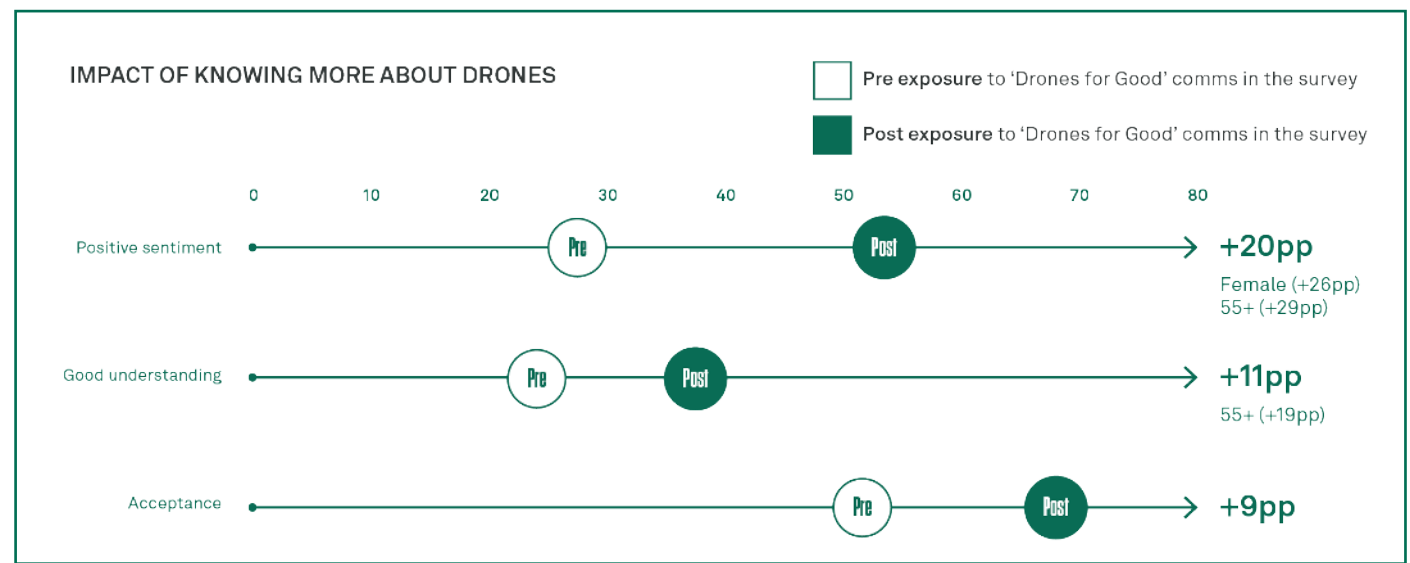 IMPACT OF KNOWING MORE ABOUT DRONES
Pre exposure to ‘Drones for Good’ comms in the survey
Post exposure to ‘Drones for Good’ comms in the survey
0 10 20 30 40 50 60 70 80
Positive sentiment Pre Post +20pp
Female (+26pp)
55+ (+29pp)
Good understanding Pre Post +11pp
55+ (+19pp)
Acceptance Pre Post +9pp